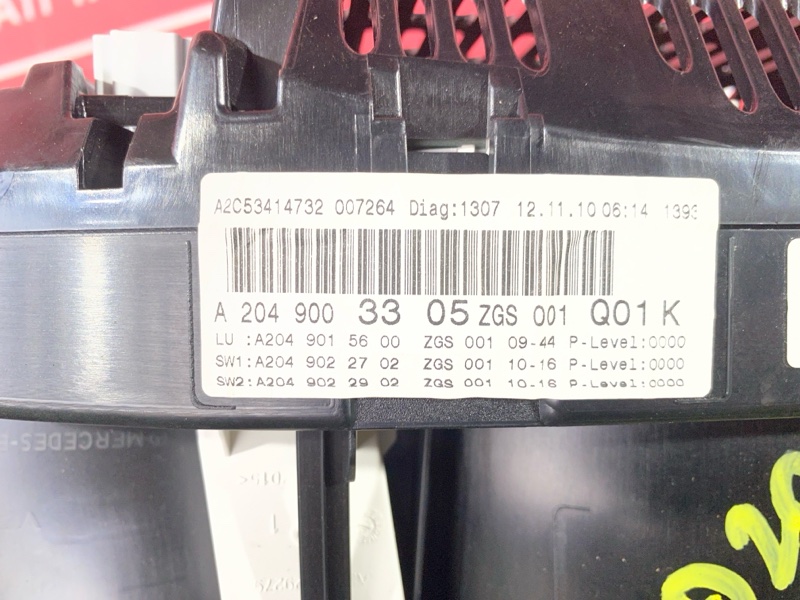 A2C53414732 007264 Diag:1307 12.11.10 06:14 1393
A 204 900 33 05 ZGS 001 Q01 K
LU :A204 901 56 00 ZGS 001 09-44 P-Level:0000
SW1:A204 902 27 02 ZGS 001 10-16 P-Level:0000
SW2:A204 902 29 02 ZGS 001 10-16 P-Level:0000
MERCEDES-
1